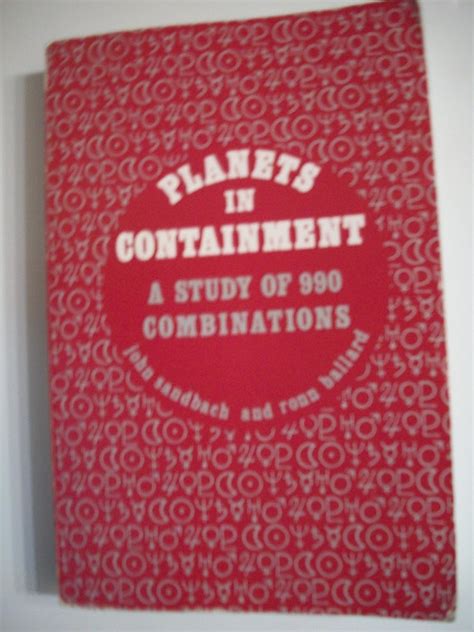 PLANETS
IN
CONTAINMENT
A STUDY OF 990
COMBINATIONS
john sandbach and ronn ballard